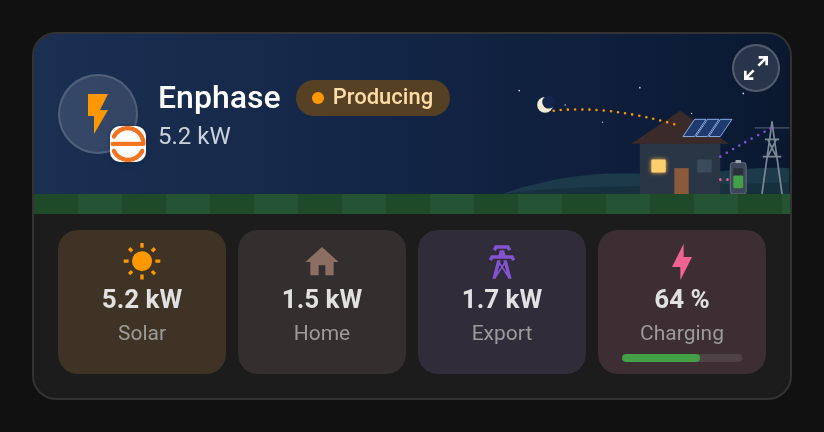 Enphase
Producing
5.2 kW
5.2 kW
Solar
1.5 kW
Home
1.7 kW
Export
64 %
Charging